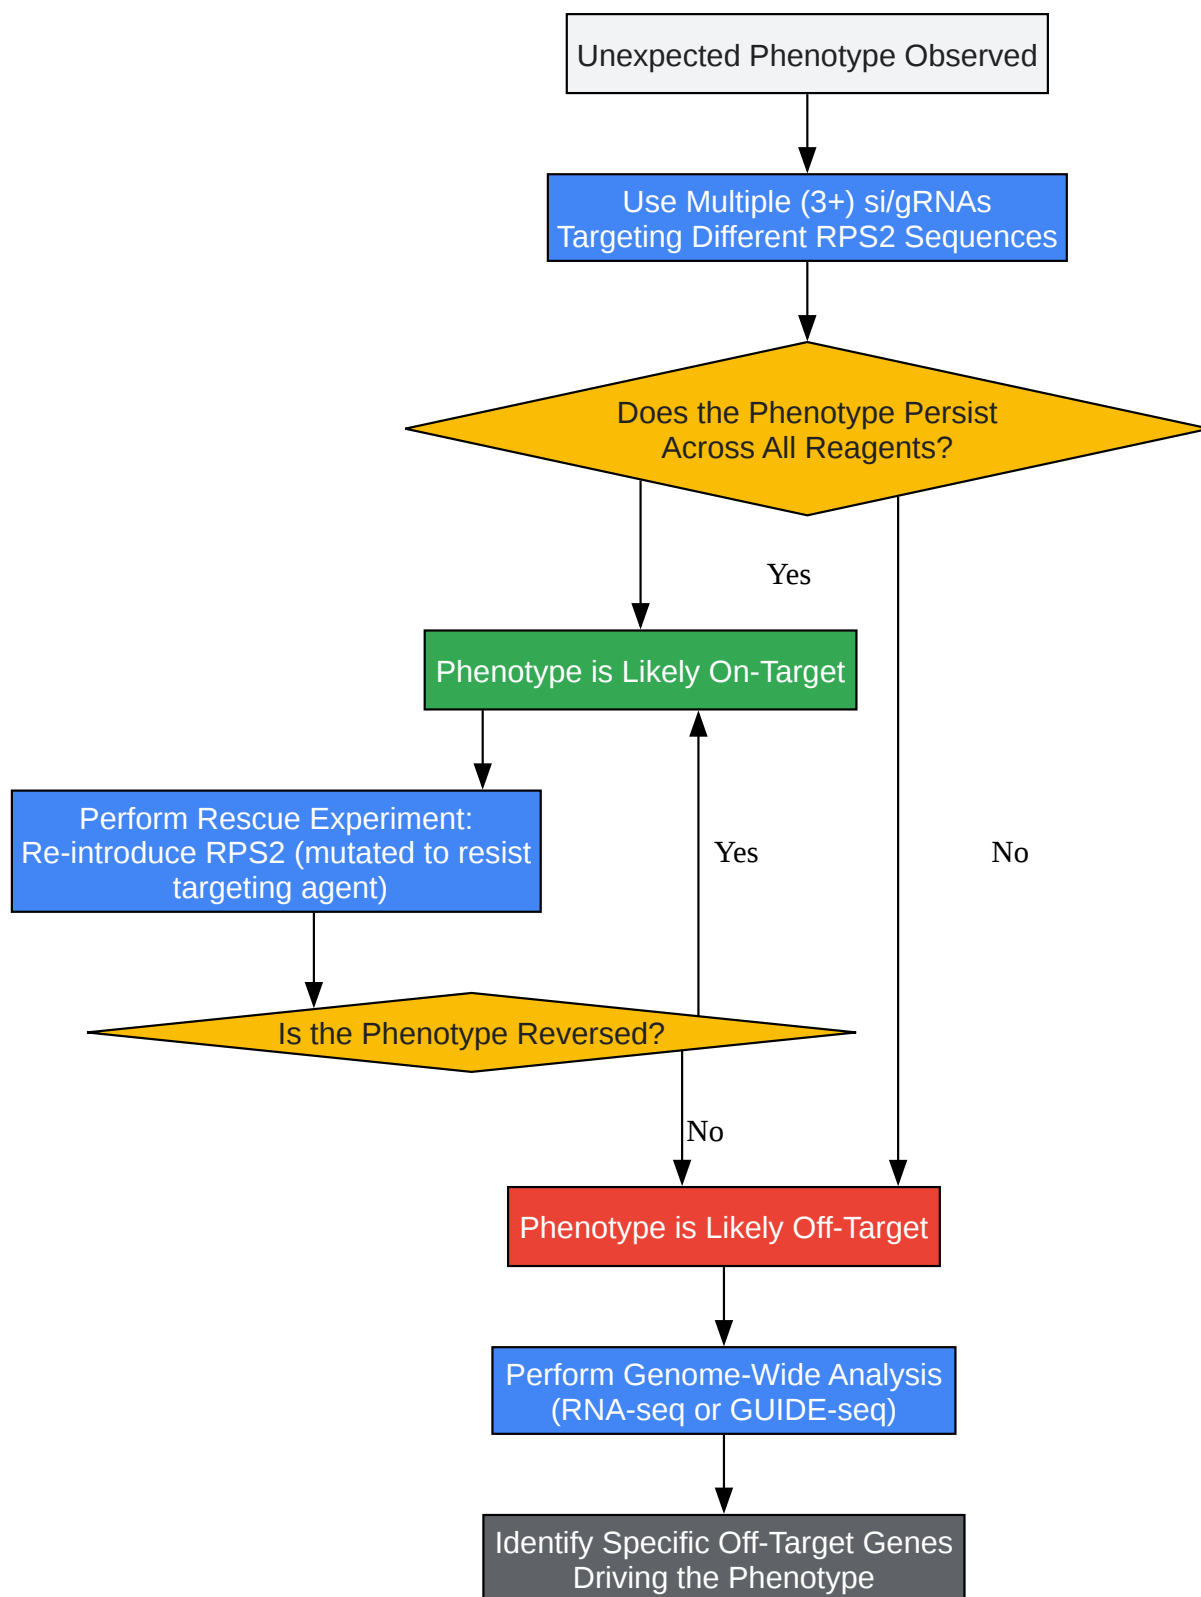 Unexpected Phenotype Observed
Use Multiple (3+) si/gRNAs
Targeting Different RPS2 Sequences
Does the Phenotype Persist
Across All Reagents?
Yes
Phenotype is Likely On-Target
Perform Rescue Experiment:
Re-introduce RPS2 (mutated to resist
targeting agent)
Yes
No
Is the Phenotype Reversed?
No
Phenotype is Likely Off-Target
Perform Genome-Wide Analysis
(RNA-seq or GUIDE-seq)
Identify Specific Off-Target Genes
Driving the Phenotype